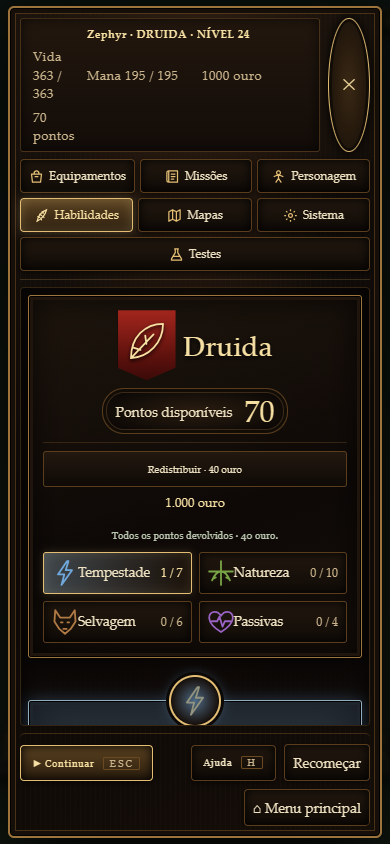 Zephyr · DRUIDA · NÍVEL 24
Vida
363 /
363
Mana 195 / 195
1000 ouro
70
pontos
×
Equipamentos
Missões
Personagem
Habilidades
Mapas
Sistema
Testes
Druida
Pontos disponíveis 70
Redistribuir · 40 ouro
1.000 ouro
Todos os pontos devolvidos · 40 ouro.
Tempestade 1 / 7
Natureza 0 / 10
Selvagem 0 / 6
Passivas 0 / 4
▶ Continuar ESC
Ajuda H
Recomeçar
⌂ Menu principal